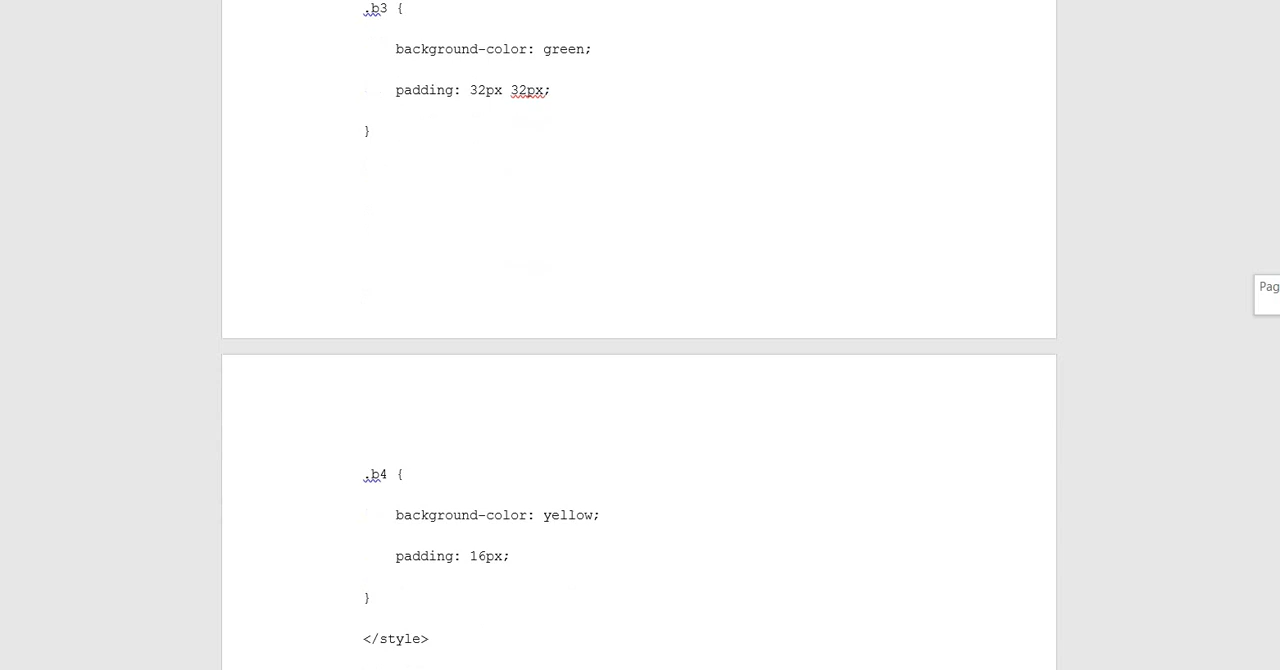 .b3 {
background-color: green;
padding: 32px 32px;
}
Pag
.b4 {
background-color: yellow;
padding: 16px;
}
</style>